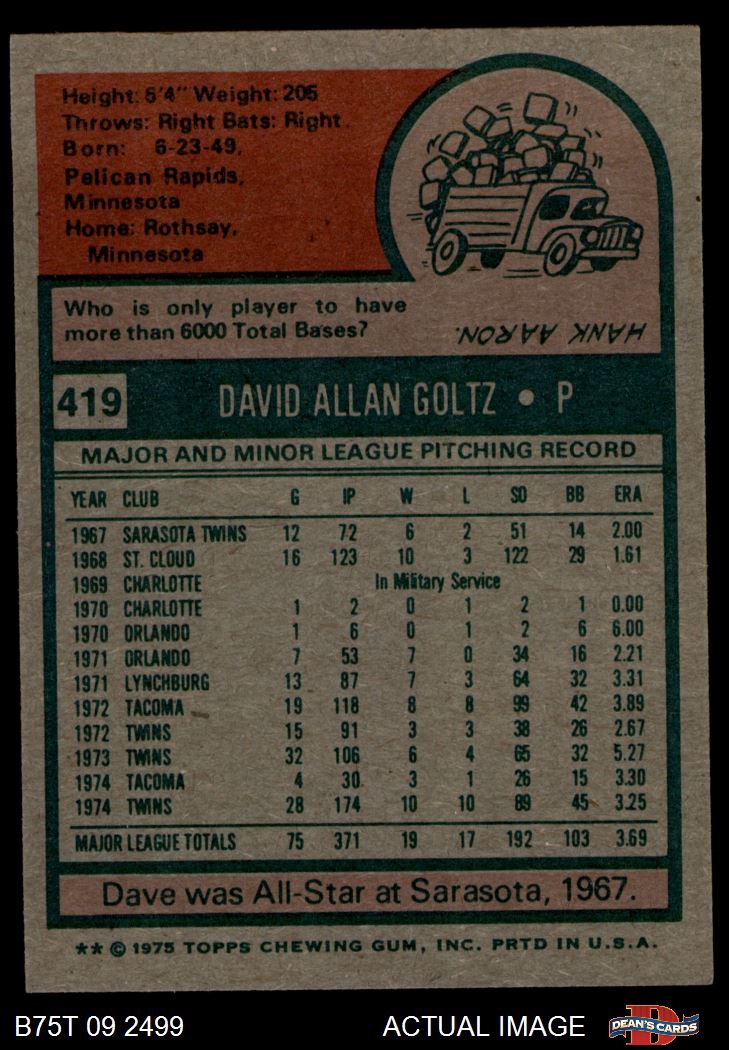 Height: 6'4" Weight: 205
Throws: Right Bats: Right
Born: 6-23-49,
Pelican Rapids,
Minnesota
Home: Rothsay,
Minnesota
Who is only player to have
more than 6000 Total Bases?
HANK AARON.
419 DAVID ALLAN GOLTZ • P
MAJOR AND MINOR LEAGUE PITCHING RECORD
YEAR CLUB G IP W L SO BB ERA
1967 SARASOTA TWINS 12 72 6 2 51 14 2.00
1968 ST. CLOUD 16 123 10 3 122 29 1.61
1969 CHARLOTTE In Military Service
1970 CHARLOTTE 1 2 0 1 2 1 0.00
1970 ORLANDO 1 6 0 1 2 6 6.00
1971 ORLANDO 7 53 7 0 34 16 2.21
1971 LYNCHBURG 13 87 7 3 64 32 3.31
1972 TACOMA 19 118 8 8 99 42 3.89
1972 TWINS 15 91 3 3 38 26 2.67
1973 TWINS 32 106 6 4 65 32 5.27
1974 TACOMA 4 30 3 1 26 15 3.30
1974 TWINS 28 174 10 10 89 45 3.25
MAJOR LEAGUE TOTALS 75 371 19 17 192 103 3.69
Dave was All-Star at Sarasota, 1967.
** © 1975 TOPPS CHEWING GUM, INC. PRTD IN U.S.A.
B75T 09 2499 ACTUAL IMAGE DEAN'S CARDS